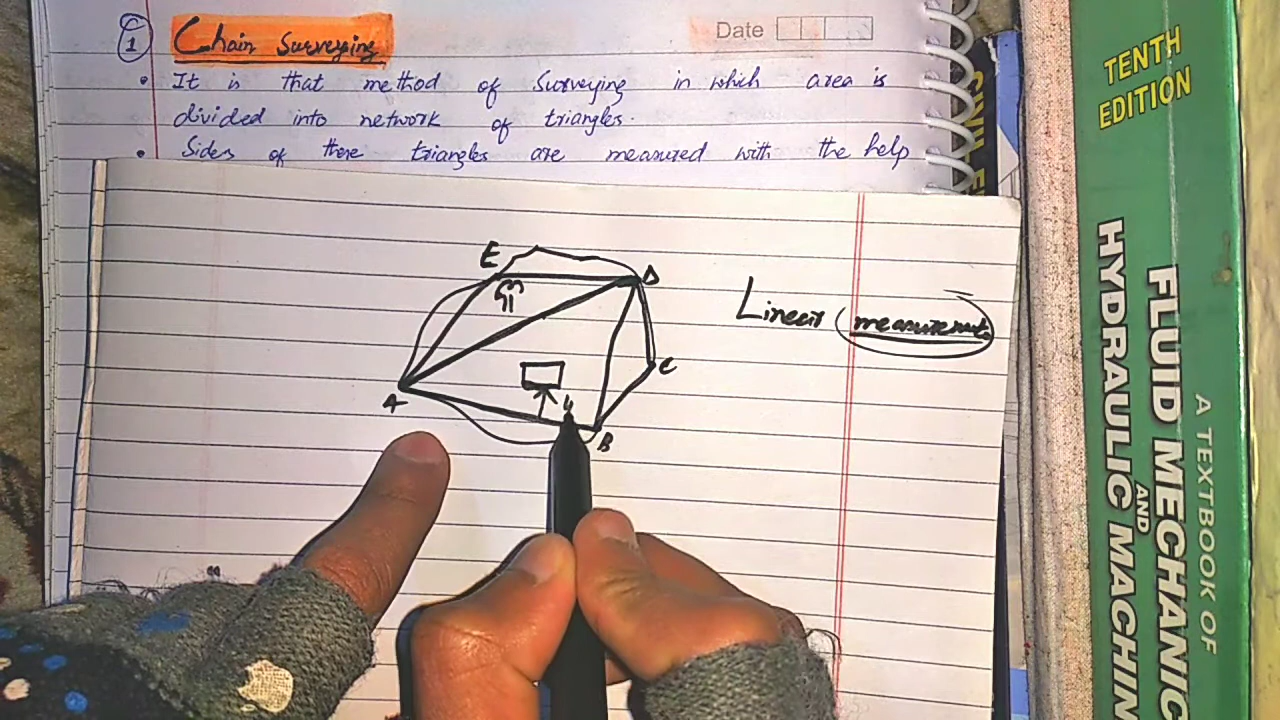 1 Chain Surveying
Date
• It is that method of Surveying in which area is
divided into network of triangles.
• Sides of these triangles are measured with the help
E
D
A
B
C
Linear measurement
TENTH
EDITION
A TEXTBOOK OF
FLUID MECHANIC
AND
HYDRAULIC MACHIN